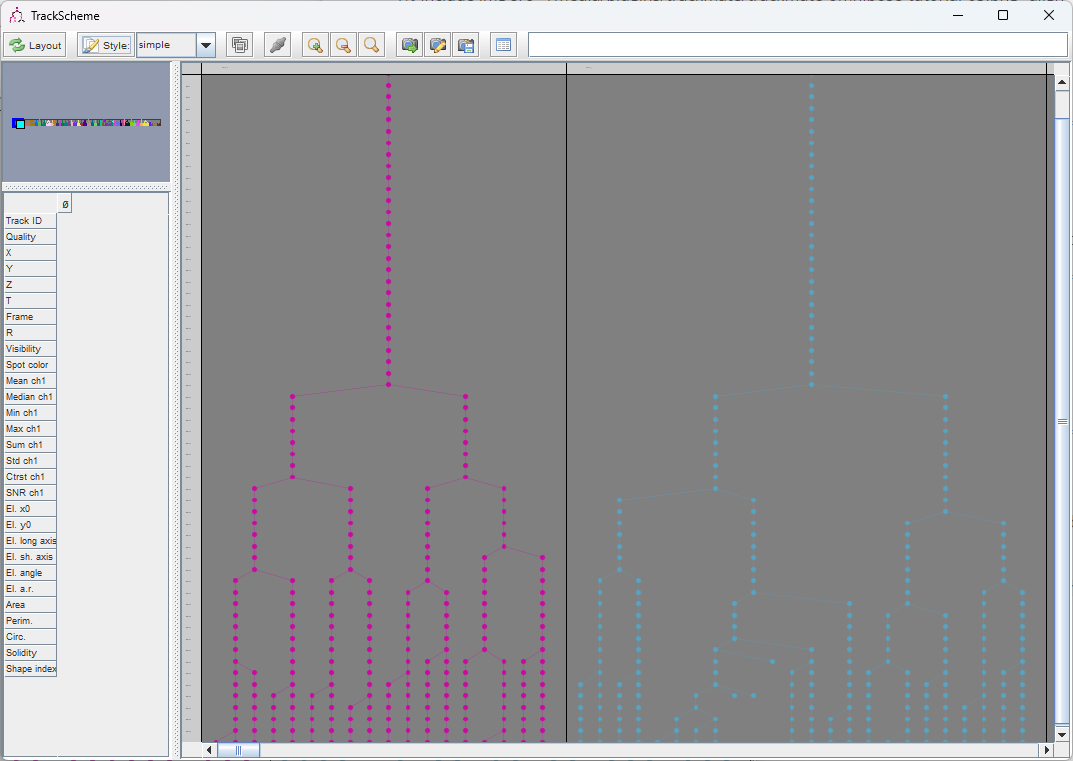 TrackScheme
Layout
Style:
simple
ø
Track ID
Quality
X
Y
Z
T
Frame
R
Visibility
Spot color
Mean ch1
Median ch1
Min ch1
Max ch1
Sum ch1
Std ch1
Ctrst ch1
SNR ch1
El. x0
El. y0
El. long axis
El. sh. axis
El. angle
El. a.r.
Area
Perim.
Circ.
Solidity
Shape index